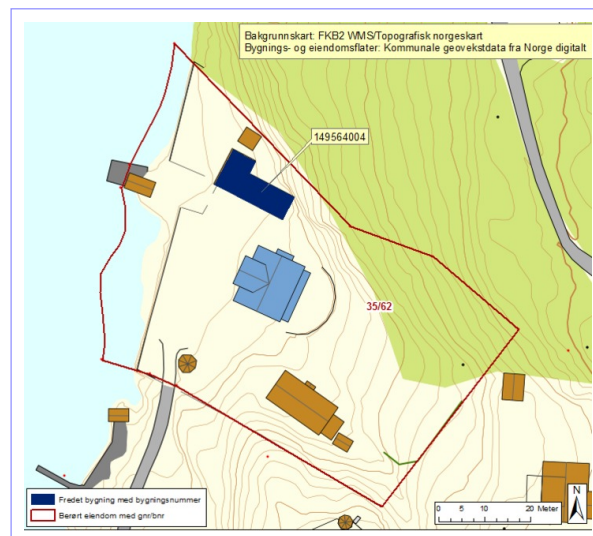 Bakgrunnskart: FKB2 WMS/Topografisk norgeskart
Bygnings- og eiendomsflater: Kommunale geovekstdata fra Norge digitalt
149564004
35/62
Fredet bygning med bygningsnummer
Berørt eiendom med gnr/bnr
0 5 10 20 Meter
N